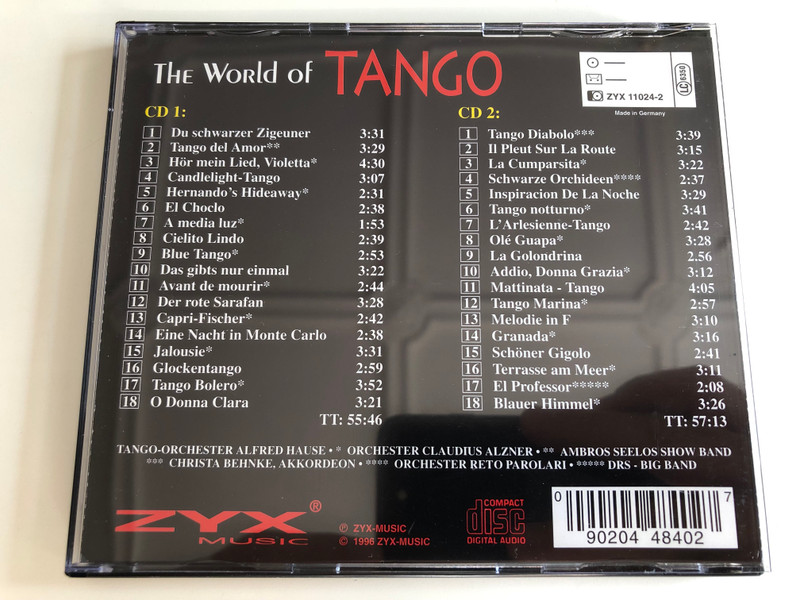 The World of TANGO
ZYX 11024-2
LC 6350
Made in Germany
CD 1:
1 Du schwarzer Zigeuner 3:31
2 Tango del Amor** 3:29
3 Hör mein Lied, Violetta* 4:30
4 Candlelight-Tango 3:07
5 Hernando's Hideaway* 2:31
6 El Choclo 2:38
7 A media luz* 1:53
8 Cielito Lindo 2:39
9 Blue Tango* 2:53
10 Das gibts nur einmal 3:22
11 Avant de mourir* 2:44
12 Der rote Sarafan 3:28
13 Capri-Fischer* 2:42
14 Eine Nacht in Monte Carlo 2:38
15 Jalousie* 3:31
16 Glockentango 2:59
17 Tango Bolero* 3:52
18 O Donna Clara 3:21
TT: 55:46
CD 2:
1 Tango Diabolo*** 3:39
2 Il Pleut Sur La Route 3:15
3 La Cumparsita* 3:22
4 Schwarze Orchideen**** 2:37
5 Inspiracion De La Noche 3:29
6 Tango notturno* 3:41
7 L'Arlesienne-Tango 2:42
8 Olé Guapa* 3:28
9 La Golondrina 2.56
10 Addio, Donna Grazia* 3:12
11 Mattinata - Tango 4:05
12 Tango Marina* 2:57
13 Melodie in F 3:10
14 Granada* 3:16
15 Schöner Gigolo 2:41
16 Terrasse am Meer* 3:11
17 El Professor***** 2:08
18 Blauer Himmel* 3:26
TT: 57:13
TANGO-ORCHESTER ALFRED HAUSE • * ORCHESTER CLAUDIUS ALZNER • ** AMBROS SEELOS SHOW BAND
*** CHRISTA BEHNKE, AKKORDEON • **** ORCHESTER RETO PAROLARI • ***** DRS - BIG BAND
ZYX®
MUSIC
℗ ZYX-MUSIC
© 1996 ZYX-MUSIC
COMPACT
disc
DIGITAL AUDIO
0 90204 48402 7